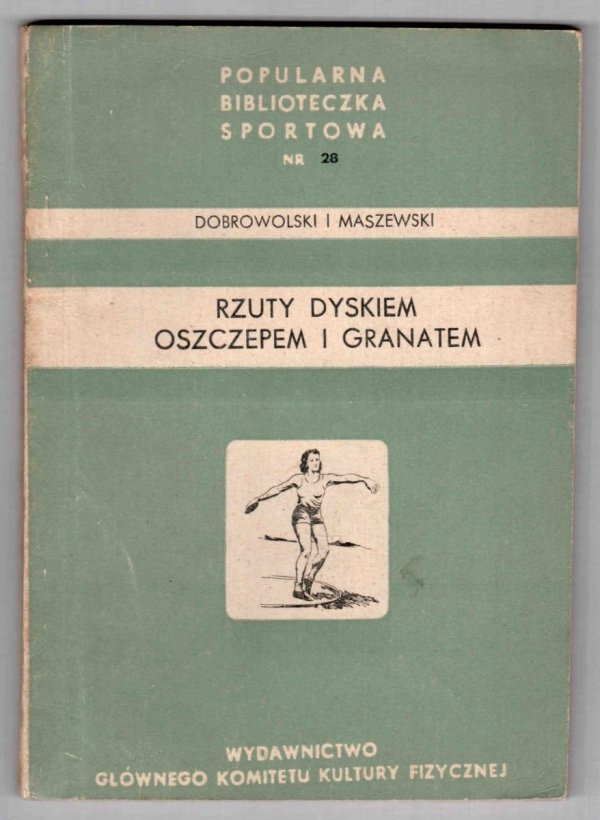 POPULARNA
BIBLIOTECZKA
SPORTOWA
NR 28
DOBROWOLSKI I MASZEWSKI
RZUTY DYSKIEM
OSZCZEPEM I GRANATEM
WYDAWNICTWO
GŁÓWNEGO KOMITETU KULTURY FIZYCZNEJ